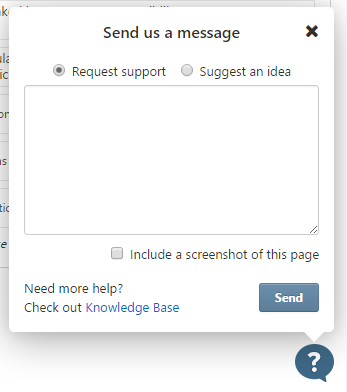 Send us a message
Request support Suggest an idea
Include a screenshot of this page
Need more help?
Check out Knowledge Base
Send
?